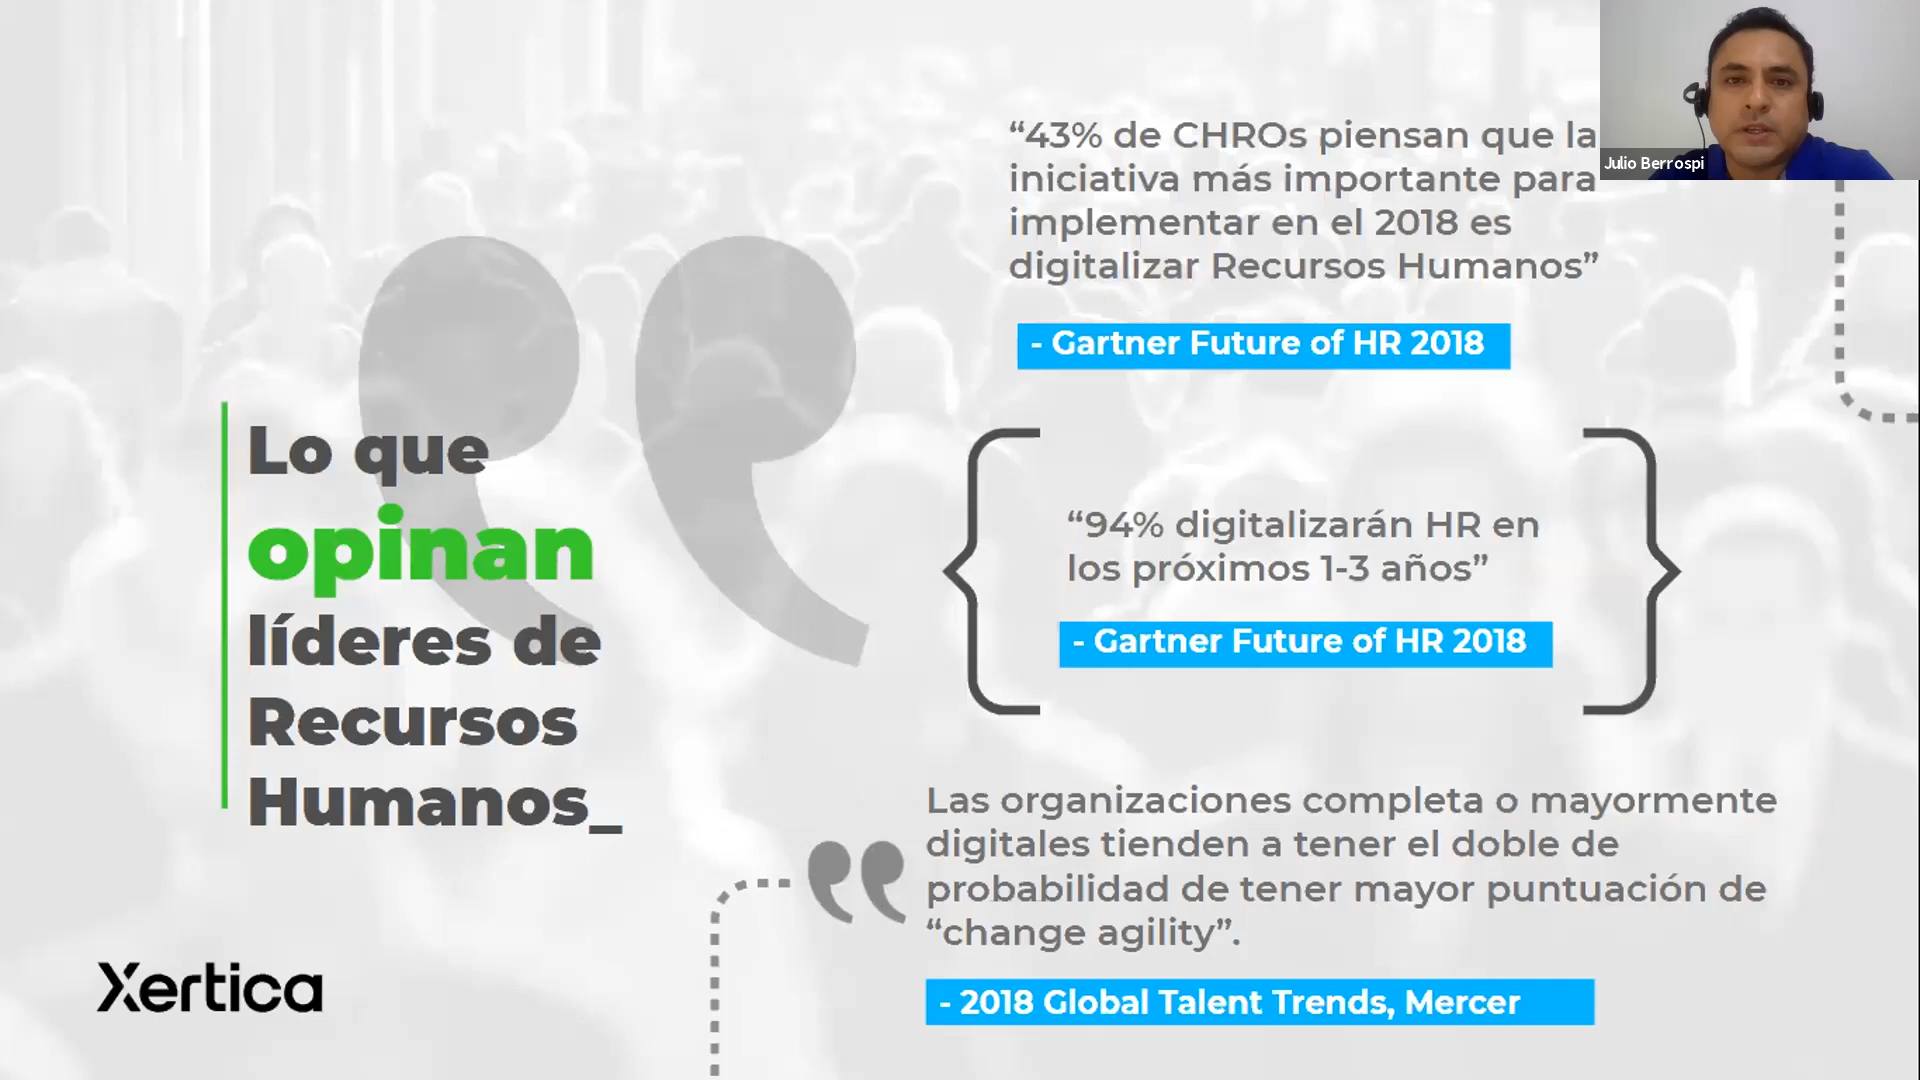 Lo que
opinan
líderes de
Recursos
Humanos_
Xertica
“43% de CHROs piensan que la
iniciativa más importante para
implementar en el 2018 es
digitalizar Recursos Humanos”
- Gartner Future of HR 2018
“94% digitalizarán HR en
los próximos 1-3 años”
- Gartner Future of HR 2018
Las organizaciones completa o mayormente
digitales tienden a tener el doble de
probabilidad de tener mayor puntuación de
“change agility”.
- 2018 Global Talent Trends, Mercer
Julio Berrospi